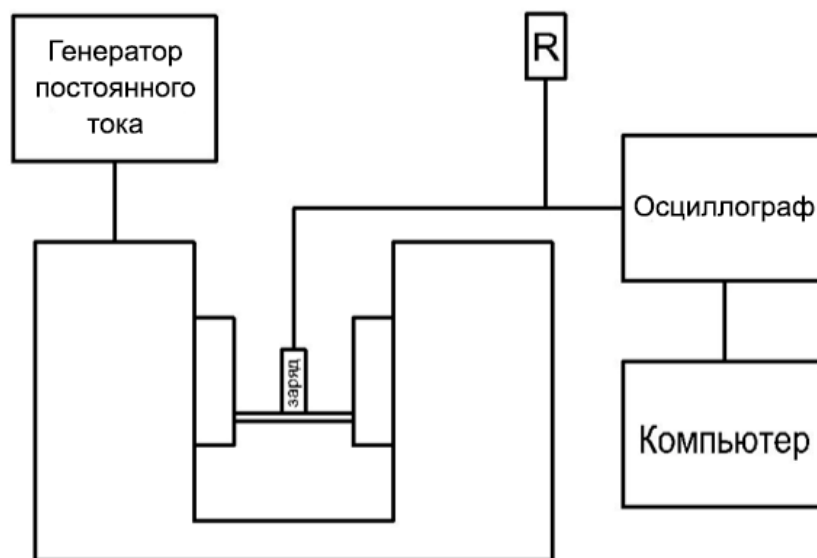 Генератор
постоянного
тока
R
Осциллограф
заряд
Компьютер